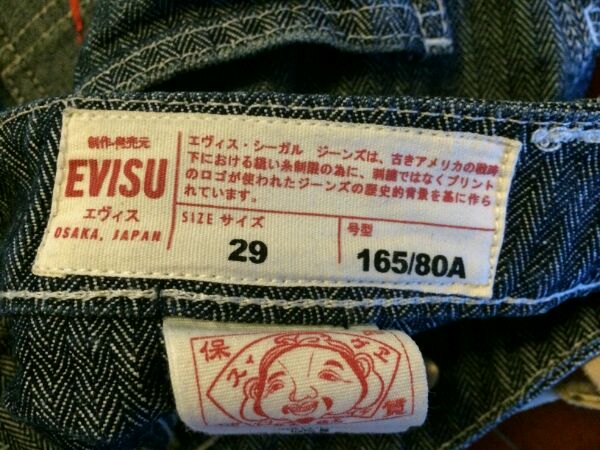 制作・発売元
EVISU
エヴィス
OSAKA, JAPAN
エヴィス・シーガル ジーンズは、古きアメリカの戦時
下における縫い糸制限の為に、刺繍ではなくプリント
のロゴが使われたジーンズの歴史的背景を基に作ら
れています。
SIZE サイズ
29
号型
165/80A
保
質